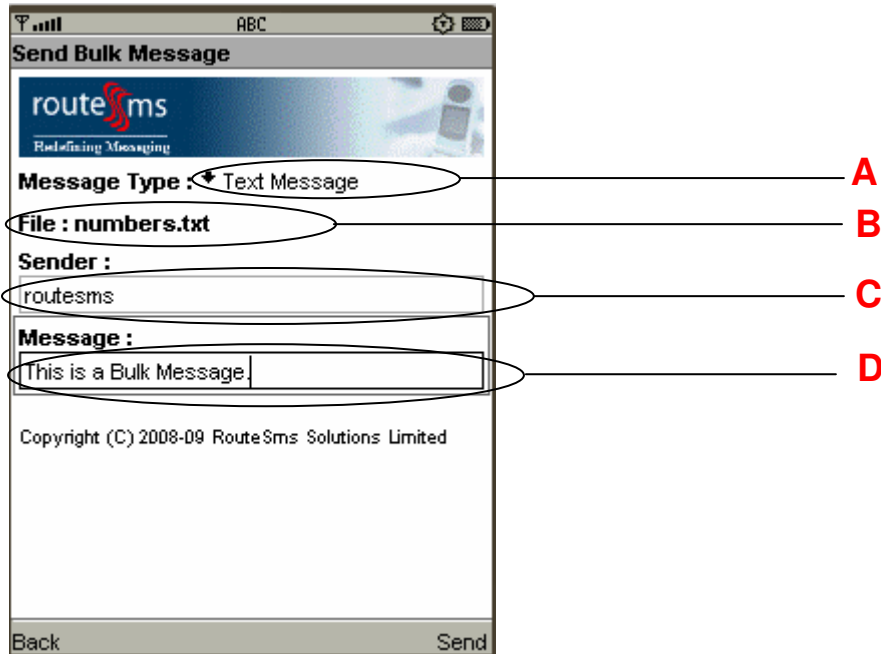 ABC
Send Bulk Message
routeSms
Redefining Messaging
Message Type : Text Message
A
File : numbers.txt
B
Sender :
routesms
C
Message :
This is a Bulk Message.
D
Copyright (C) 2008-09 RouteSms Solutions Limited
Back Send